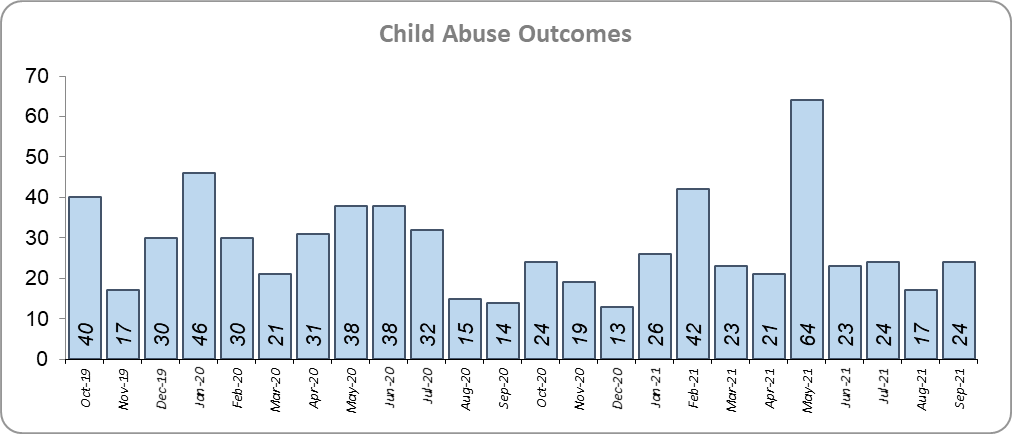 Child Abuse Outcomes
70
60
50
40
30
20
10
0
40 17 30 46 30 21 31 38 38 32 15 14 24 19 13 26 42 23 21 64 23 24 17 24
Oct-19 Nov-19 Dec-19 Jan-20 Feb-20 Mar-20 Apr-20 May-20 Jun-20 Jul-20 Aug-20 Sep-20 Oct-20 Nov-20 Dec-20 Jan-21 Feb-21 Mar-21 Apr-21 May-21 Jun-21 Jul-21 Aug-21 Sep-21